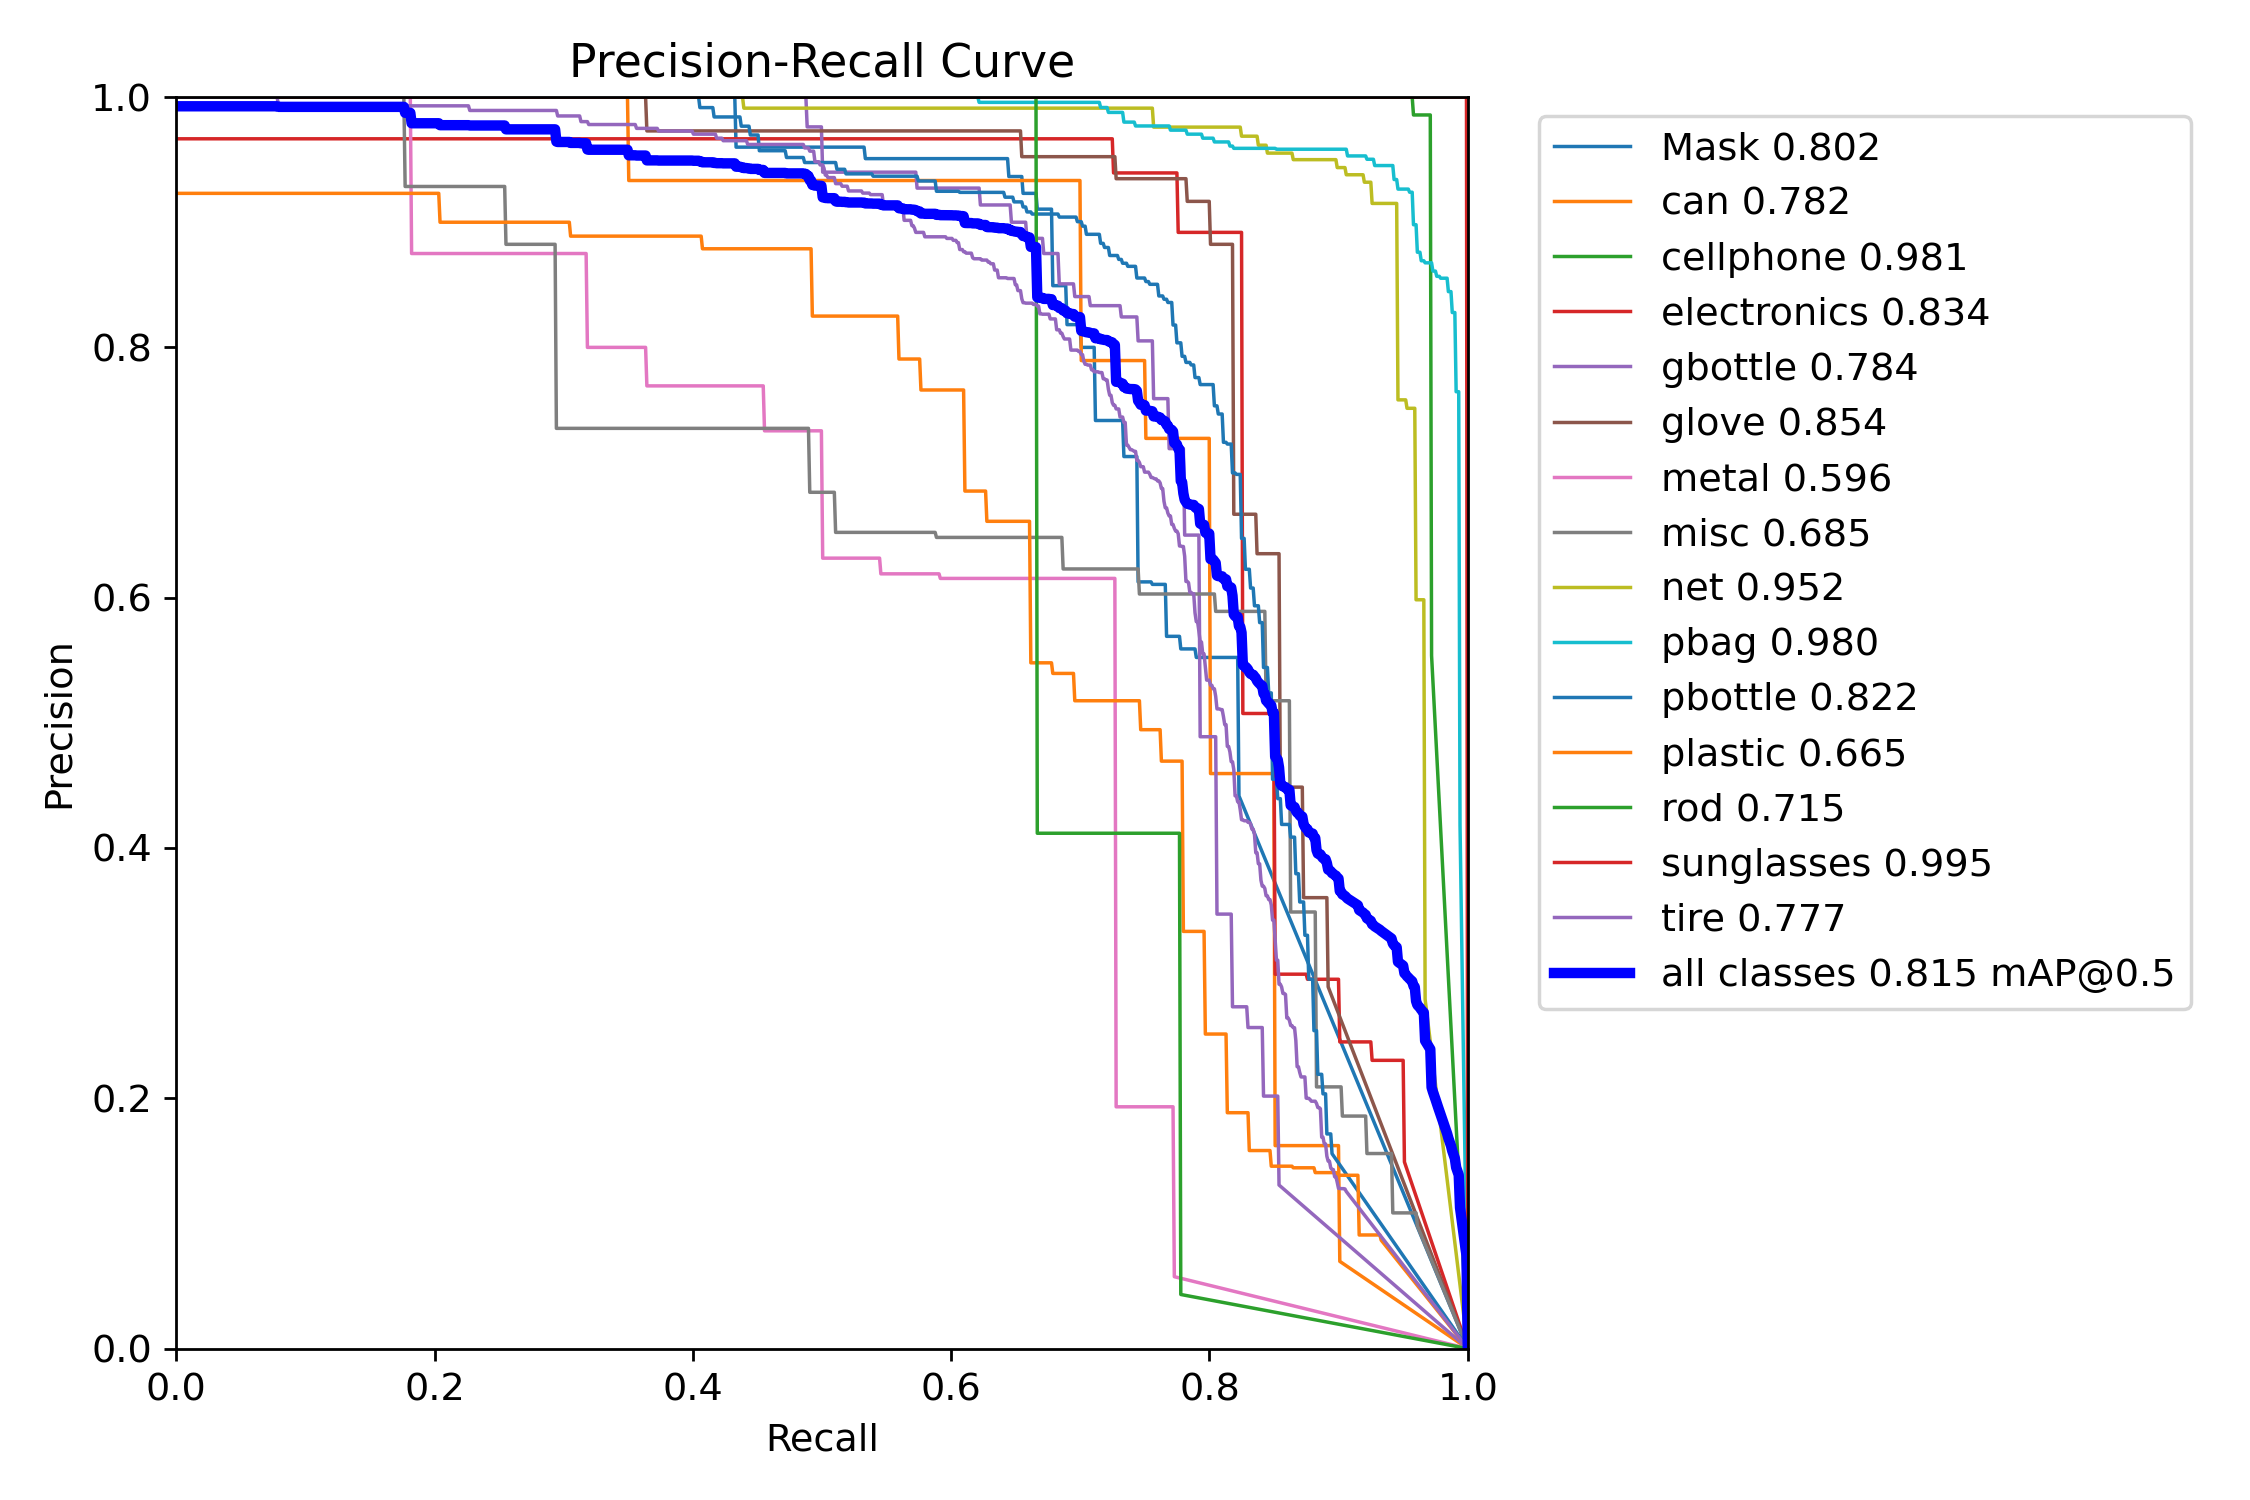 Precision-Recall Curve
1.0
0.8
0.6
0.4
0.2
0.0
Precision
0.0 0.2 0.4 0.6 0.8 1.0
Recall
Mask 0.802
can 0.782
cellphone 0.981
electronics 0.834
gbottle 0.784
glove 0.854
metal 0.596
misc 0.685
net 0.952
pbag 0.980
pbottle 0.822
plastic 0.665
rod 0.715
sunglasses 0.995
tire 0.777
all classes 0.815 mAP@0.5